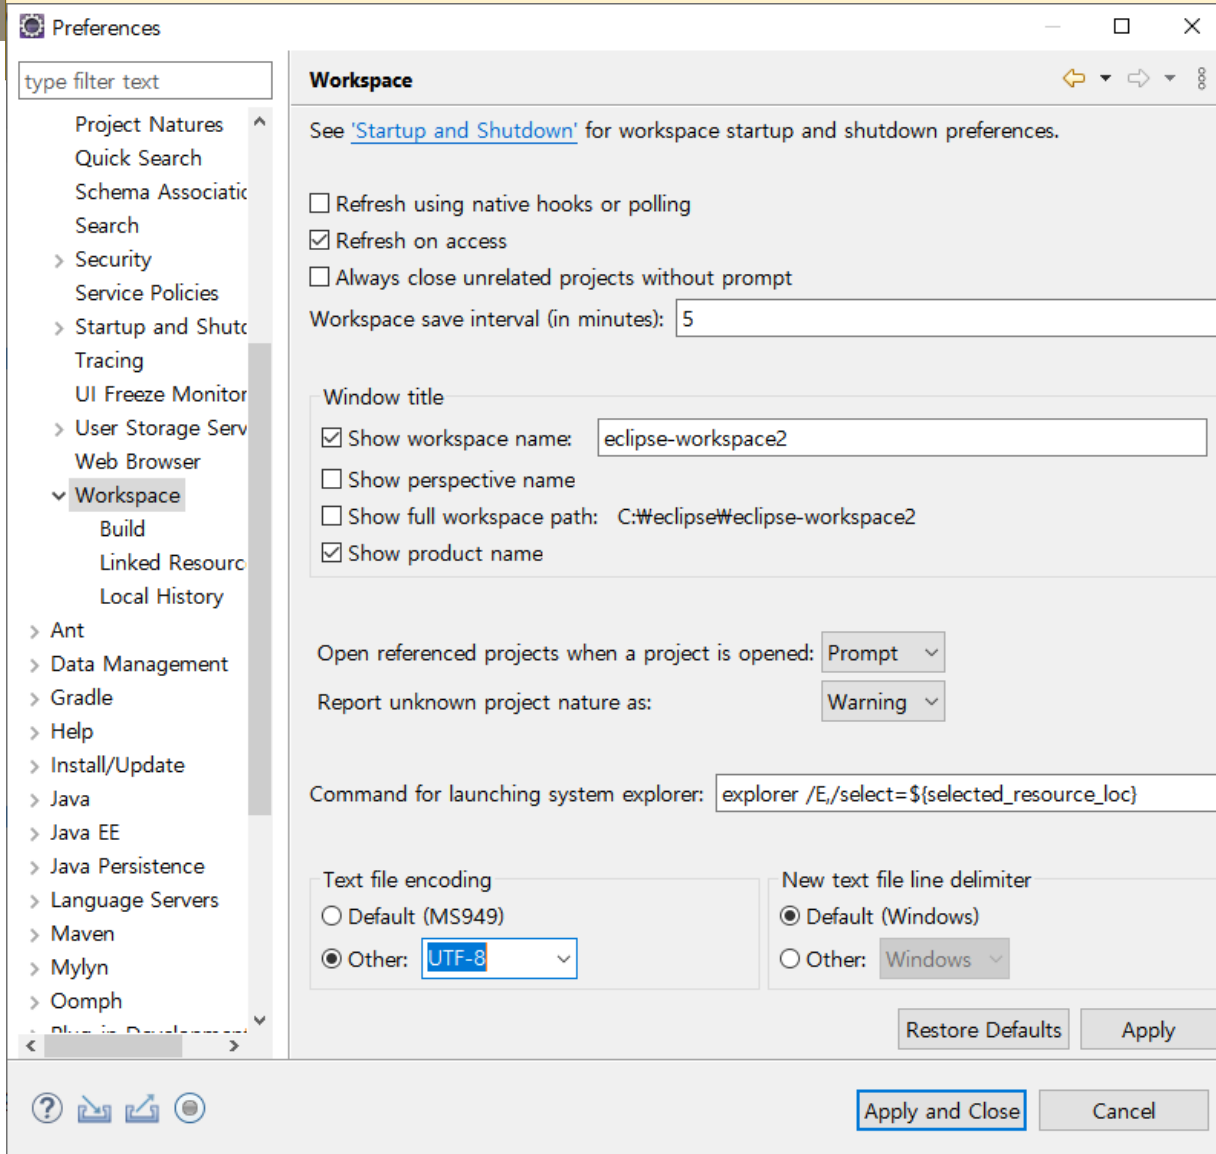 Preferences
type filter text
Project Natures
Quick Search
Schema Associatic
Search
Security
Service Policies
Startup and Shutd
Tracing
UI Freeze Monitor
User Storage Serv
Web Browser
Workspace
Build
Linked Resourc
Local History
Ant
Data Management
Gradle
Help
Install/Update
Java
Java EE
Java Persistence
Language Servers
Maven
Mylyn
Oomph
Plug-in Development
Workspace
See 'Startup and Shutdown' for workspace startup and shutdown preferences.
Refresh using native hooks or polling
Refresh on access
Always close unrelated projects without prompt
Workspace save interval (in minutes): 5
Window title
Show workspace name: eclipse-workspace2
Show perspective name
Show full workspace path: C:₩eclipse₩eclipse-workspace2
Show product name
Open referenced projects when a project is opened: Prompt
Report unknown project nature as: Warning
Command for launching system explorer: explorer /E,/select=${selected_resource_loc}
Text file encoding
Default (MS949)
Other: UTF-8
New text file line delimiter
Default (Windows)
Other: Windows
Restore Defaults Apply
Apply and Close Cancel